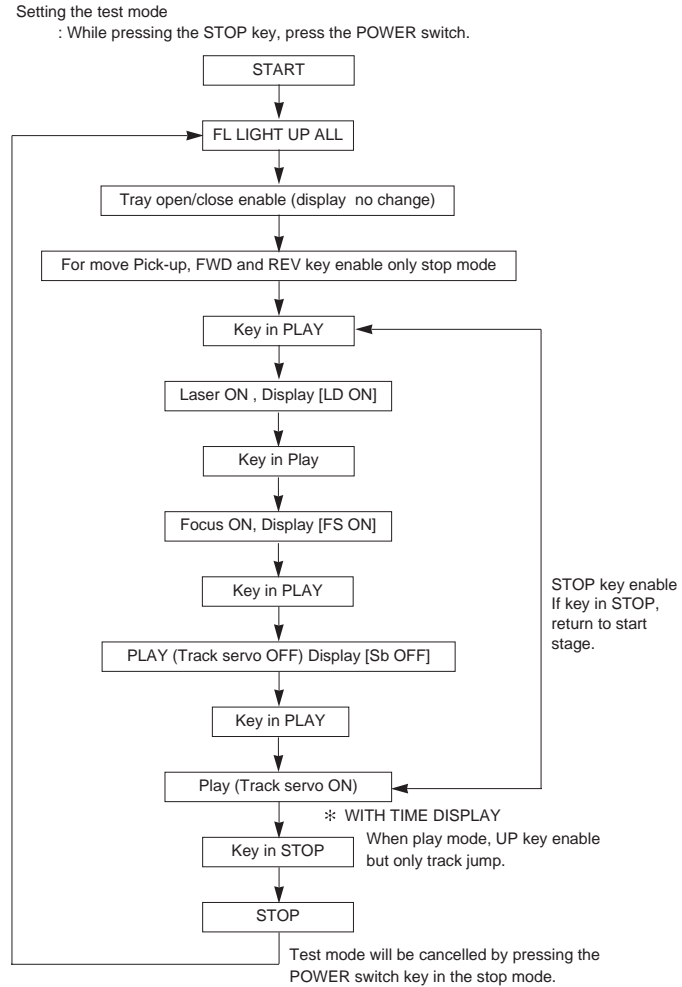 Setting the test mode
: While pressing the STOP key, press the POWER switch.
START
FL LIGHT UP ALL
Tray open/close enable (display no change)
For move Pick-up, FWD and REV key enable only stop mode
Key in PLAY
Laser ON , Display [LD ON]
Key in Play
Focus ON, Display [FS ON]
Key in PLAY
STOP key enable
If key in STOP,
return to start
stage.
PLAY (Track servo OFF) Display [Sb OFF]
Key in PLAY
Play (Track servo ON)
✻ WITH TIME DISPLAY
When play mode, UP key enable
but only track jump.
Key in STOP
STOP
Test mode will be cancelled by pressing the
POWER switch key in the stop mode.